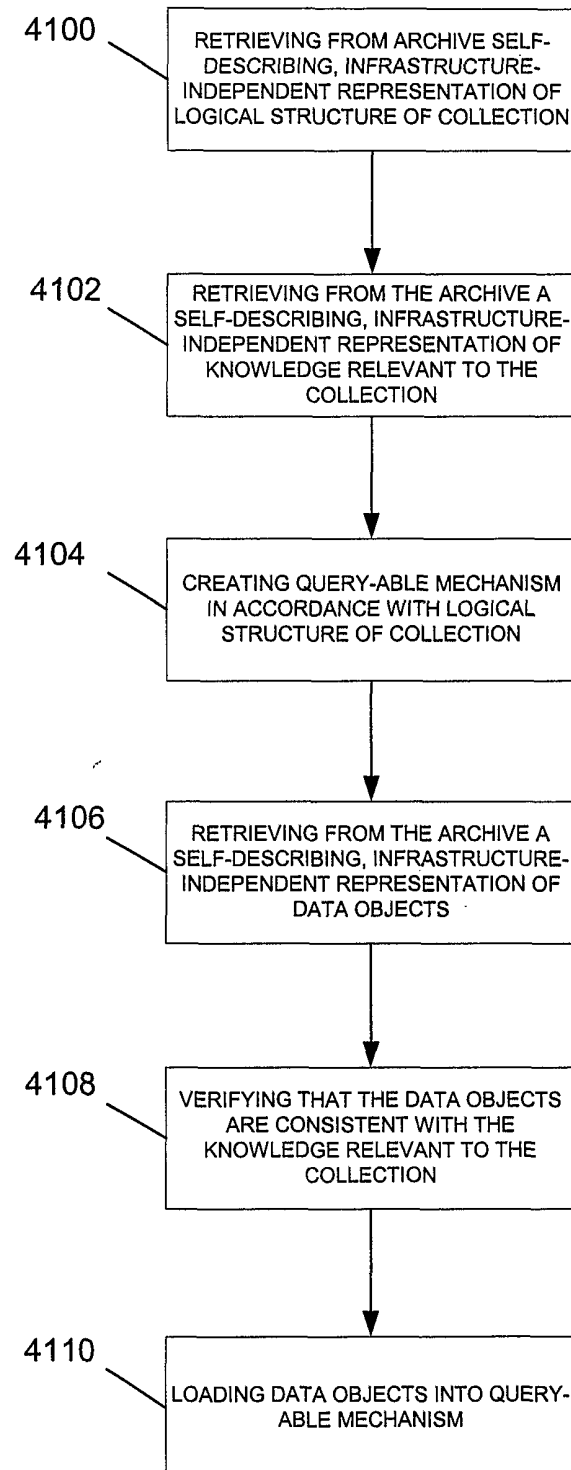 4100
RETRIEVING FROM ARCHIVE SELF-
DESCRIBING, INFRASTRUCTURE-
INDEPENDENT REPRESENTATION OF
LOGICAL STRUCTURE OF COLLECTION
4102
RETRIEVING FROM THE ARCHIVE A
SELF-DESCRIBING, INFRASTRUCTURE-
INDEPENDENT REPRESENTATION OF
KNOWLEDGE RELEVANT TO THE
COLLECTION
4104
CREATING QUERY-ABLE MECHANISM
IN ACCORDANCE WITH LOGICAL
STRUCTURE OF COLLECTION
4106
RETRIEVING FROM THE ARCHIVE A
SELF-DESCRIBING, INFRASTRUCTURE-
INDEPENDENT REPRESENTATION OF
DATA OBJECTS
4108
VERIFYING THAT THE DATA OBJECTS
ARE CONSISTENT WITH THE
KNOWLEDGE RELEVANT TO THE
COLLECTION
4110
LOADING DATA OBJECTS INTO QUERY-
ABLE MECHANISM